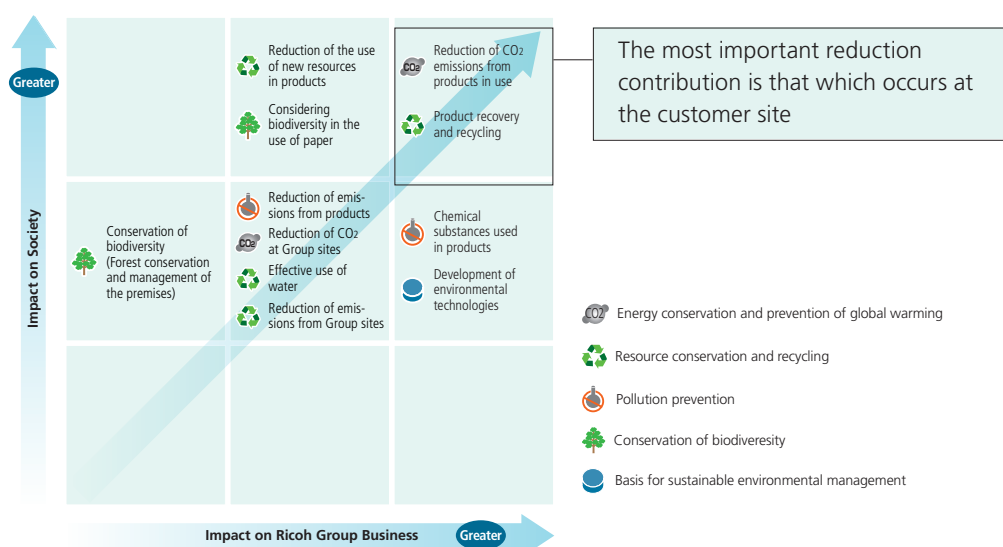 Greater
Impact on Society
Reduction of the use
of new resources
in products
Considering
biodiversity in the
use of paper
CO2
Reduction of CO2
emissions from
products in use
Product recovery
and recycling
The most important reduction
contribution is that which occurs at
the customer site
Conservation of
biodiversity
(Forest conservation
and management of
the premises)
Reduction of emis-
sions from products
CO2
Reduction of CO2
at Group sites
Effective use of
water
Reduction of emis-
sions from Group sites
Chemical
substances used
in products
Development of
environmental
technologies
CO2
Energy conservation and prevention of global warming
Resource conservation and recycling
Pollution prevention
Conservation of biodiveresity
Basis for sustainable environmental management
Impact on Ricoh Group Business
Greater